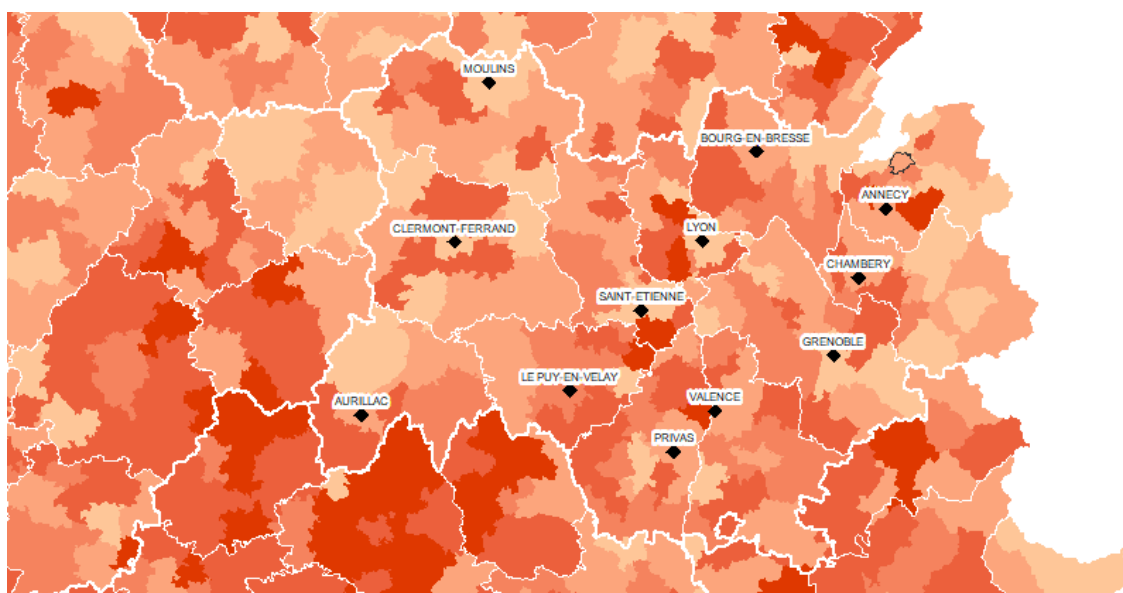 MOULINS
BOURG-EN-BRESSE
ANNECY
CLERMONT-FERRAND
LYON
CHAMBERY
SAINT-ETIENNE
GRENOBLE
LE PUY-EN-VELAY
AURILLAC
VALENCE
PRIVAS